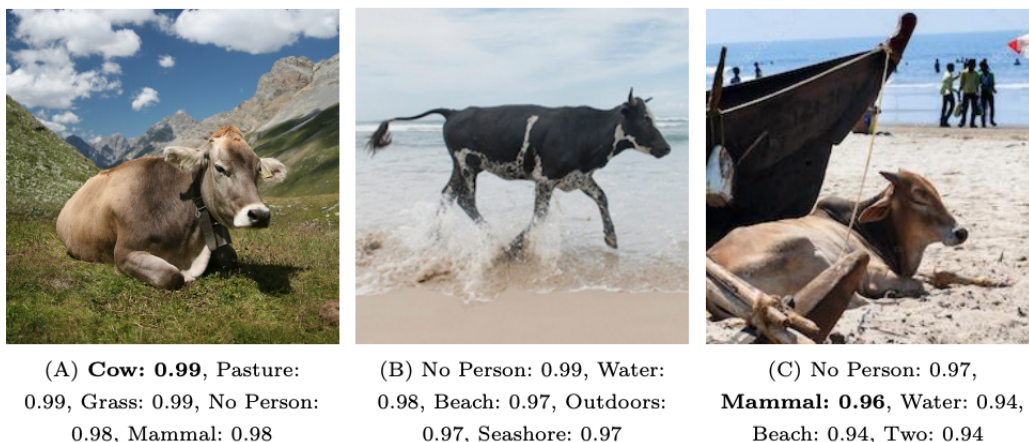 (A) Cow: 0.99, Pasture:
0.99, Grass: 0.99, No Person:
0.98, Mammal: 0.98
(B) No Person: 0.99, Water:
0.98, Beach: 0.97, Outdoors:
0.97, Seashore: 0.97
(C) No Person: 0.97,
Mammal: 0.96, Water: 0.94,
Beach: 0.94, Two: 0.94